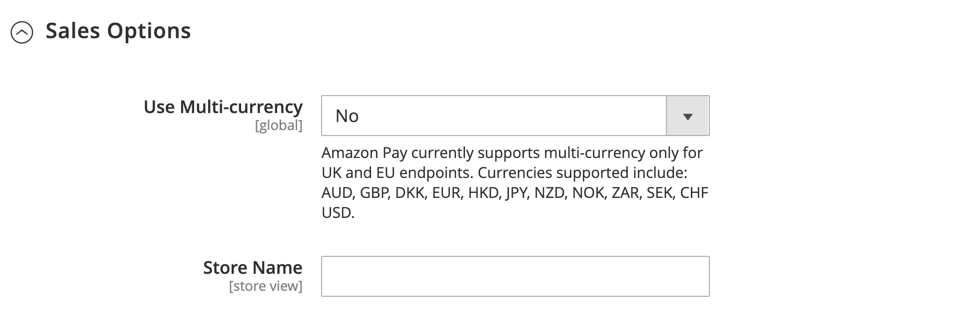 Sales Options
Use Multi-currency
[global]
No
Amazon Pay currently supports multi-currency only for
UK and EU endpoints. Currencies supported include:
AUD, GBP, DKK, EUR, HKD, JPY, NZD, NOK, ZAR, SEK, CHF
USD.
Store Name
[store view]